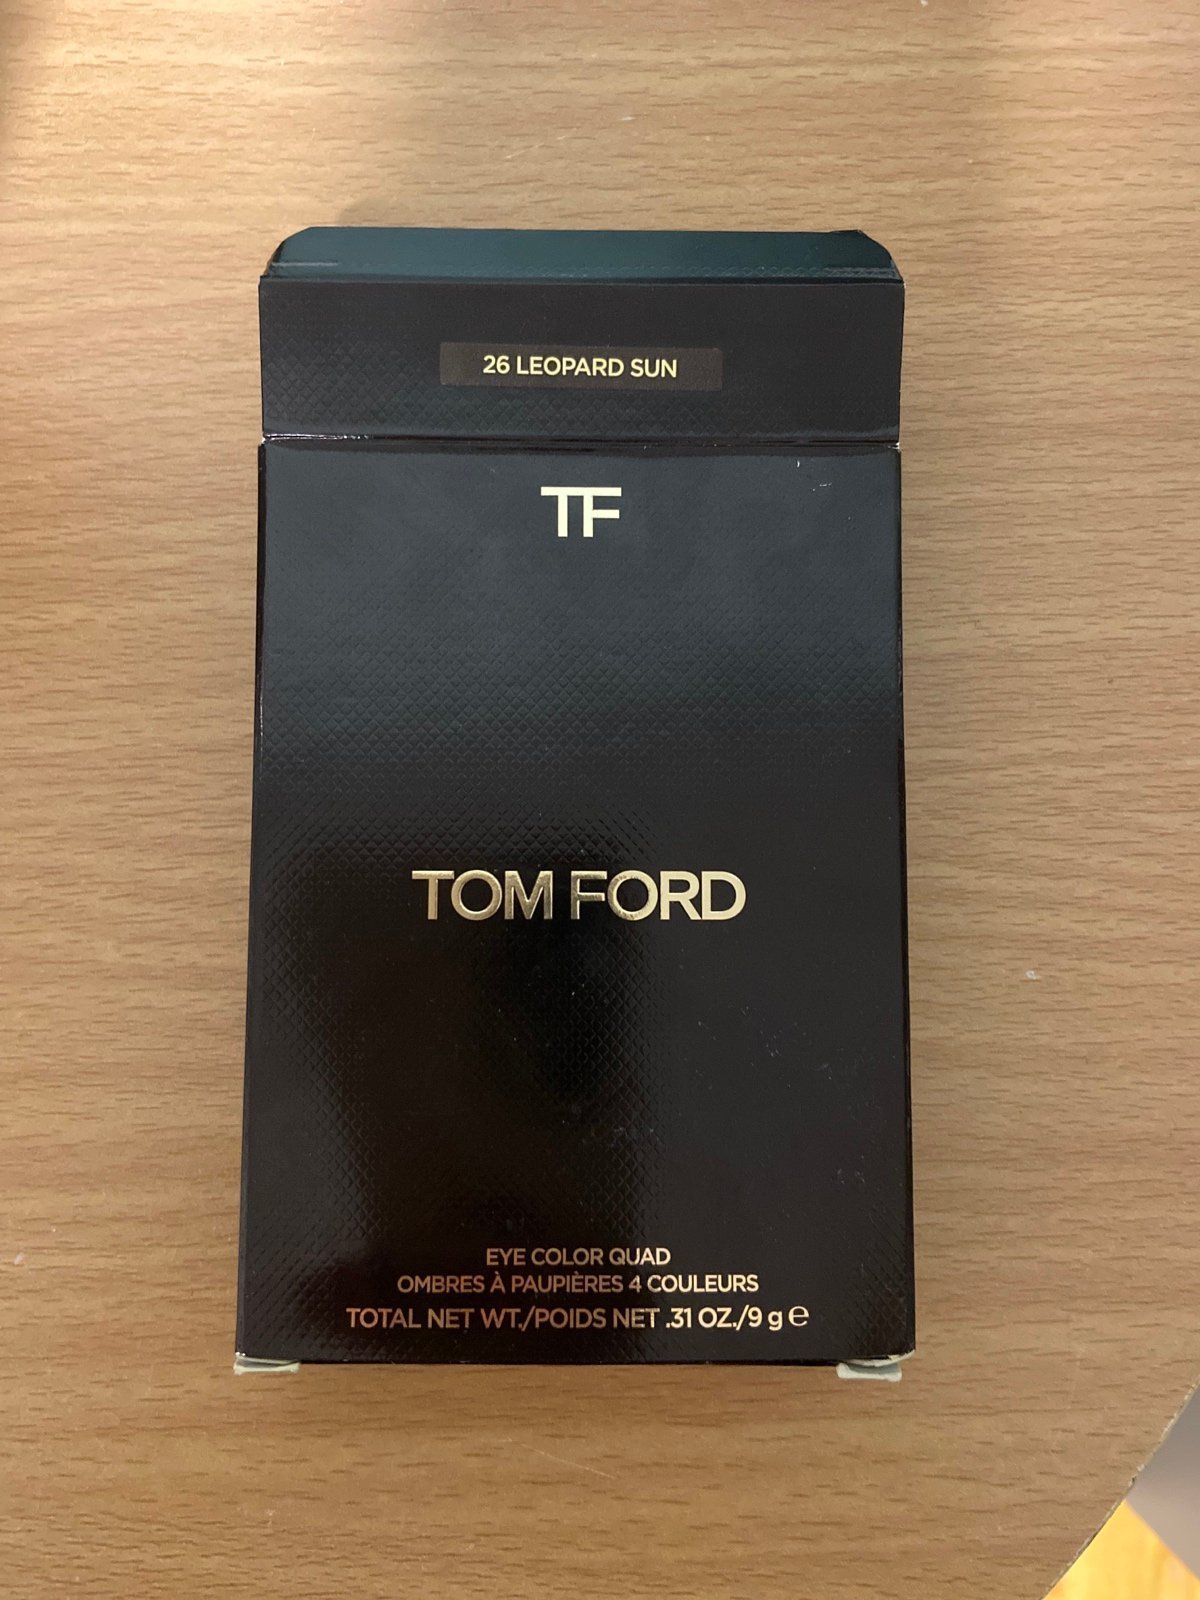 26 LEOPARD SUN
TF
TOM FORD
EYE COLOR QUAD
OMBRES À PAUPIÈRES 4 COULEURS
TOTAL NET WT./POIDS NET .31 OZ./9 g ℮